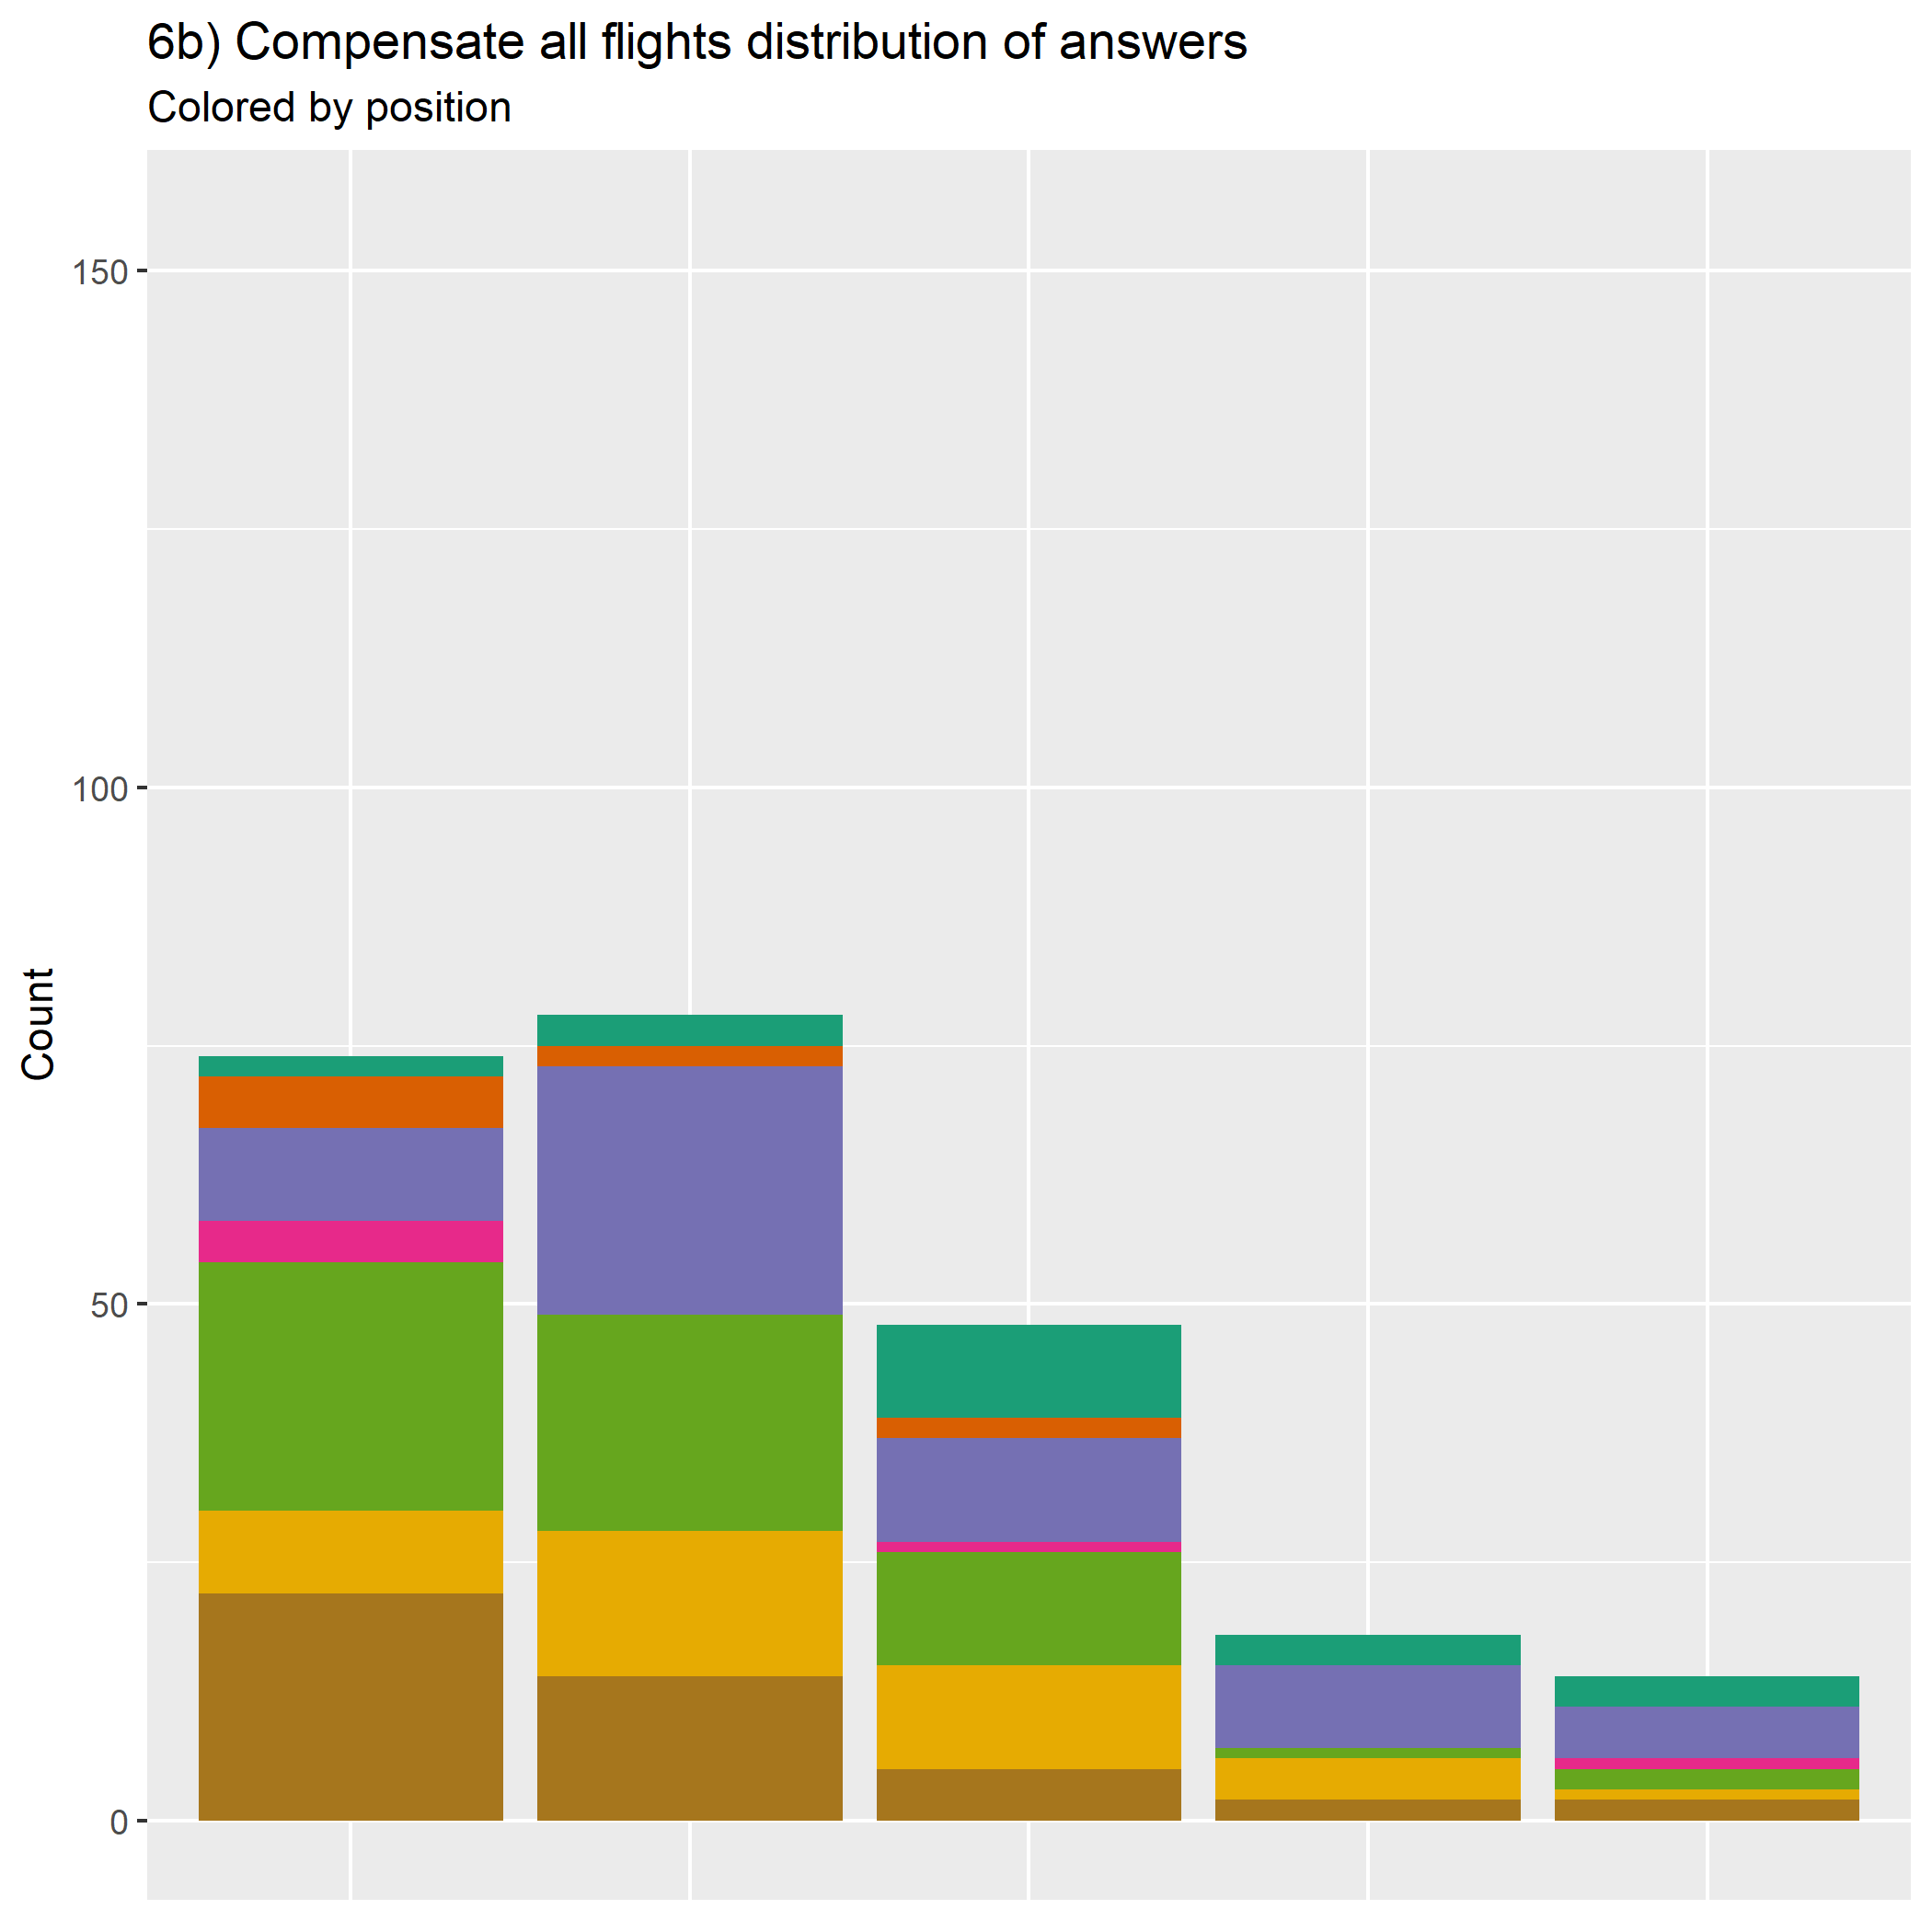 6b) Compensate all flights distribution of answers
Colored by position
150
100
50
0
Count